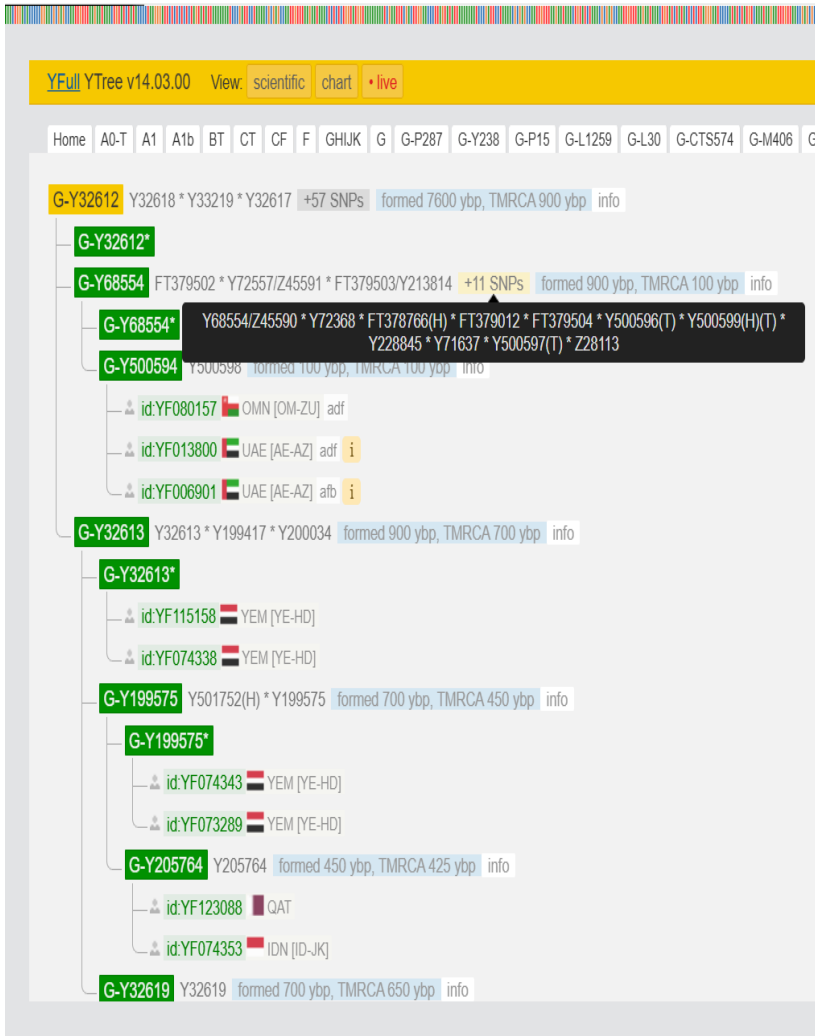 YFull YTree v14.03.00 View: scientific chart • live
Home A0-T A1 A1b BT CT CF F GHIJK G G-P287 G-Y238 G-P15 G-L1259 G-L30 G-CTS574 G-M406 G
G-Y32612 Y32618 * Y33219 * Y32617 +57 SNPs formed 7600 ybp, TMRCA 900 ybp info
G-Y32612*
G-Y68554 FT379502 * Y72557/Z45591 * FT379503/Y213814 +11 SNPs formed 900 ybp, TMRCA 100 ybp info
Y68554/Z45590 * Y72368 * FT378766(H) * FT379012 * FT379504 * Y500596(T) * Y500599(H)(T) *
Y228845 * Y71637 * Y500597(T) * Z28113
G-Y68554*
G-Y500594 Y500598 formed 100 ybp, TMRCA 100 ybp info
id:YF080157 OMN [OM-ZU] adf
id:YF013800 UAE [AE-AZ] adf i
id:YF006901 UAE [AE-AZ] afb i
G-Y32613 Y32613 * Y199417 * Y200034 formed 900 ybp, TMRCA 700 ybp info
G-Y32613*
id:YF115158 YEM [YE-HD]
id:YF074338 YEM [YE-HD]
G-Y199575 Y501752(H) * Y199575 formed 700 ybp, TMRCA 450 ybp info
G-Y199575*
id:YF074343 YEM [YE-HD]
id:YF073289 YEM [YE-HD]
G-Y205764 Y205764 formed 450 ybp, TMRCA 425 ybp info
id:YF123088 QAT
id:YF074353 IDN [ID-JK]
G-Y32619 Y32619 formed 700 ybp, TMRCA 650 ybp info